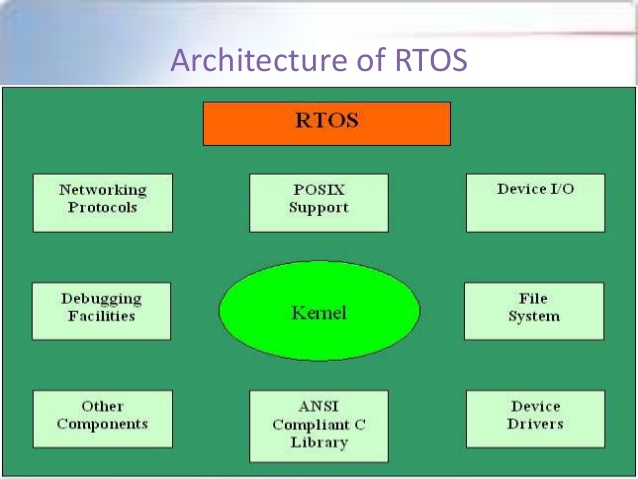 Architecture of RTOS
RTOS
Networking
Protocols
POSIX
Support
Device I/O
Debugging
Facilities
Kernel
File
System
Other
Components
ANSI
Compliant C
Library
Device
Drivers